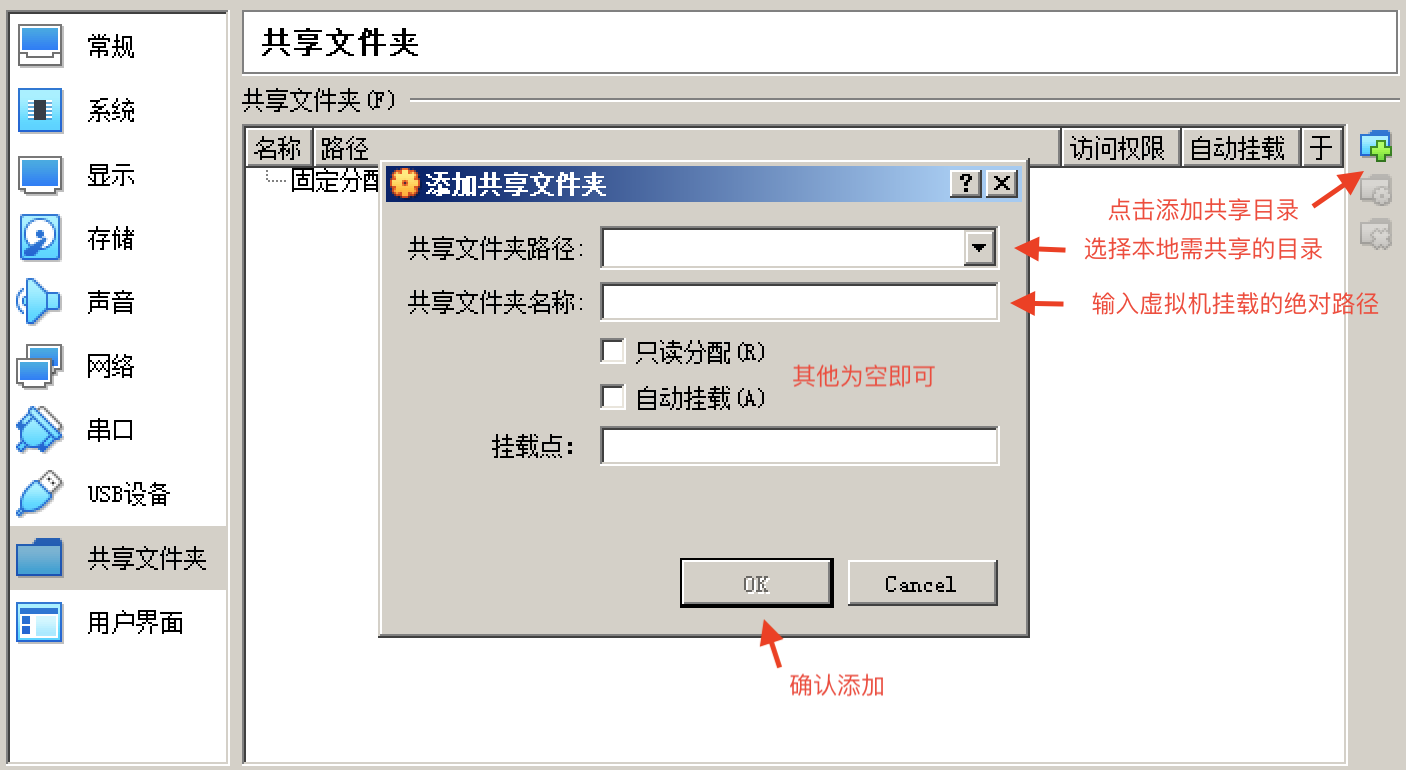 常规
系统
显示
存储
声音
网络
串口
USB设备
共享文件夹
用户界面
共享文件夹
共享文件夹(F)
名称 路径 访问权限 自动挂载 于
固定分配
添加共享文件夹
共享文件夹路径:
共享文件夹名称:
只读分配(R)
自动挂载(A)
挂载点:
OK Cancel
点击添加共享目录
选择本地需共享的目录
输入虚拟机挂载的绝对路径
其他为空即可
确认添加